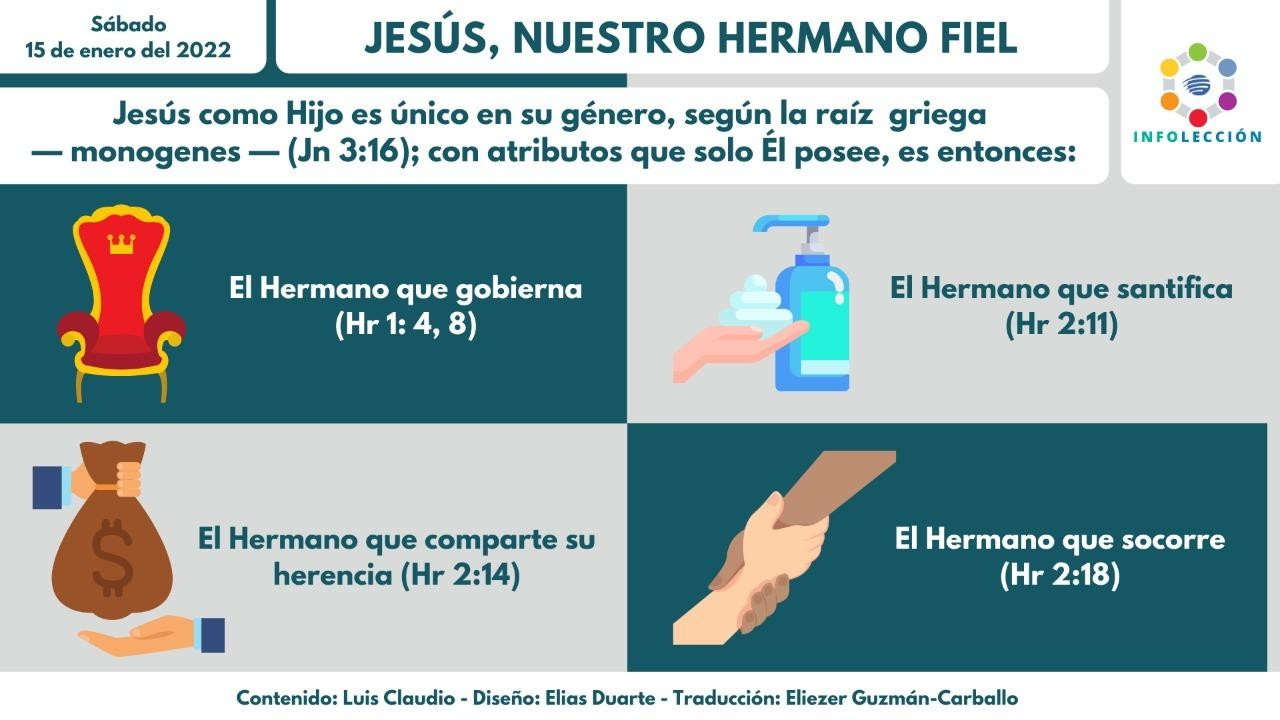 Sábado
15 de enero del 2022
JESÚS, NUESTRO HERMANO FIEL
INFOLECCIÓN
Jesús como Hijo es único en su género, según la raíz griega
— monogenes — (Jn 3:16); con atributos que solo Él posee, es entonces:
El Hermano que gobierna
(Hr 1: 4, 8)
El Hermano que santifica
(Hr 2:11)
$
El Hermano que comparte su
herencia (Hr 2:14)
El Hermano que socorre
(Hr 2:18)
Contenido: Luis Claudio - Diseño: Elias Duarte - Traducción: Eliezer Guzmán-Carballo